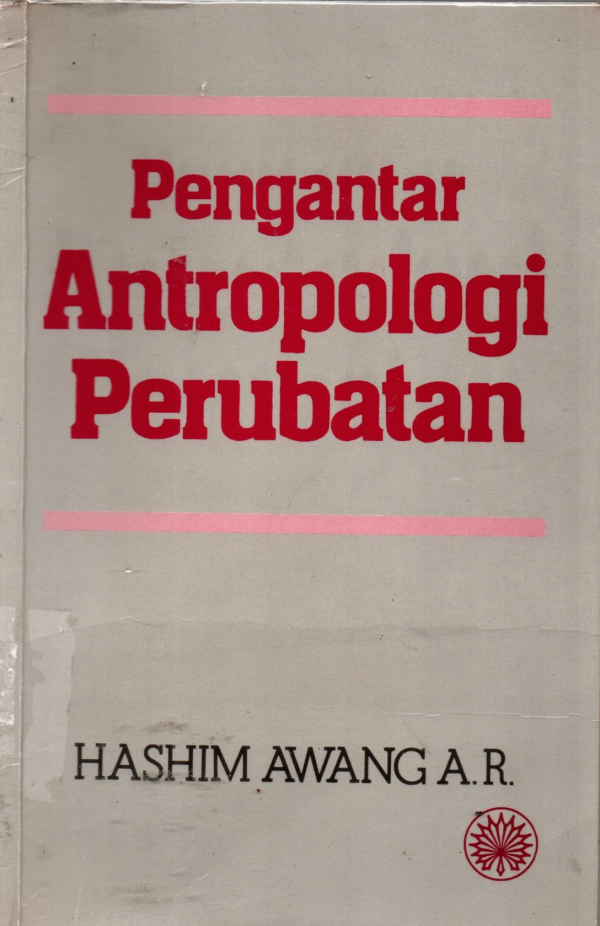 Pengantar
Antropologi
Perubatan
HASHIM AWANG A.R.